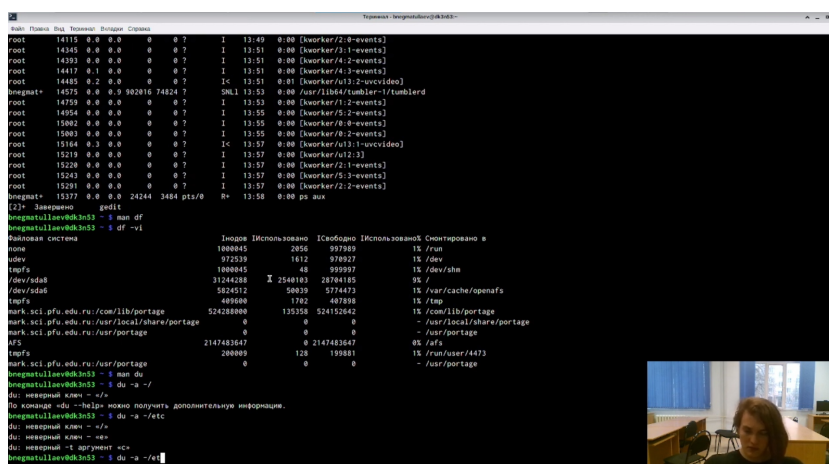 Терминал - bnegmatullaev@dk3n53:~
Файл Правка Вид Терминал Вкладки Справка
root 14115 0.0 0.0 0 0 ? I 13:49 0:00 [kworker/2:0-events]
root 14345 0.0 0.0 0 0 ? I 13:51 0:00 [kworker/3:1-events]
root 14393 0.0 0.0 0 0 ? I 13:51 0:00 [kworker/4:2-events]
root 14417 0.1 0.0 0 0 ? I 13:51 0:00 [kworker/4:3-events]
root 14485 0.2 0.0 0 0 ? I< 13:51 0:01 [kworker/u13:2-uvcvideo]
bnegmat+ 14575 0.0 0.9 902016 74824 ? SNLl 13:53 0:00 /usr/lib64/tumbler-1/tumblerd
root 14759 0.0 0.0 0 0 ? I 13:53 0:00 [kworker/1:2-events]
root 14954 0.0 0.0 0 0 ? I 13:55 0:00 [kworker/5:2-events]
root 15002 0.0 0.0 0 0 ? I 13:55 0:00 [kworker/0:0-events]
root 15003 0.0 0.0 0 0 ? I 13:55 0:00 [kworker/0:2-events]
root 15164 0.3 0.0 0 0 ? I< 13:57 0:00 [kworker/u13:1-uvcvideo]
root 15219 0.0 0.0 0 0 ? I 13:57 0:00 [kworker/u12:3]
root 15220 0.0 0.0 0 0 ? I 13:57 0:00 [kworker/2:1-events]
root 15243 0.0 0.0 0 0 ? I 13:57 0:00 [kworker/5:3-events]
root 15291 0.0 0.0 0 0 ? I 13:57 0:00 [kworker/2:2-events]
bnegmat+ 15377 0.0 0.0 24244 3484 pts/0 R+ 13:58 0:00 ps aux
[2]+ Завершено gedit
bnegmatullaev@dk3n53 ~ $ man df
bnegmatullaev@dk3n53 ~ $ df -vi
Файловая система Iнодов IИспользовано IСвободно IИспользовано% Cмонтировано в
none 1000045 2056 997989 1% /run
udev 972539 1612 970927 1% /dev
tmpfs 1000045 48 999997 1% /dev/shm
/dev/sda8 31244288 2540103 28704185 9% /
/dev/sda6 5824512 50039 5774473 1% /var/cache/openafs
tmpfs 409600 1702 407898 1% /tmp
mark.sci.pfu.edu.ru:/com/lib/portage 524288000 135358 524152642 1% /com/lib/portage
mark.sci.pfu.edu.ru:/usr/local/share/portage 0 0 0 - /usr/local/share/portage
mark.sci.pfu.edu.ru:/usr/portage 0 0 0 - /usr/portage
AFS 2147483647 0 2147483647 0% /afs
tmpfs 200009 128 199881 1% /run/user/4473
mark.sci.pfu.edu.ru:/usr/portage 0 0 0 - /usr/portage
bnegmatullaev@dk3n53 ~ $ man du
bnegmatullaev@dk3n53 ~ $ du -a -/
du: неверный ключ — «/»
По команде «du --help» можно получить дополнительную информацию.
bnegmatullaev@dk3n53 ~ $ du -a -/etc
du: неверный ключ — «/»
du: неверный ключ — «e»
du: неверный -t аргумент «c»
bnegmatullaev@dk3n53 ~ $ du -a -/et